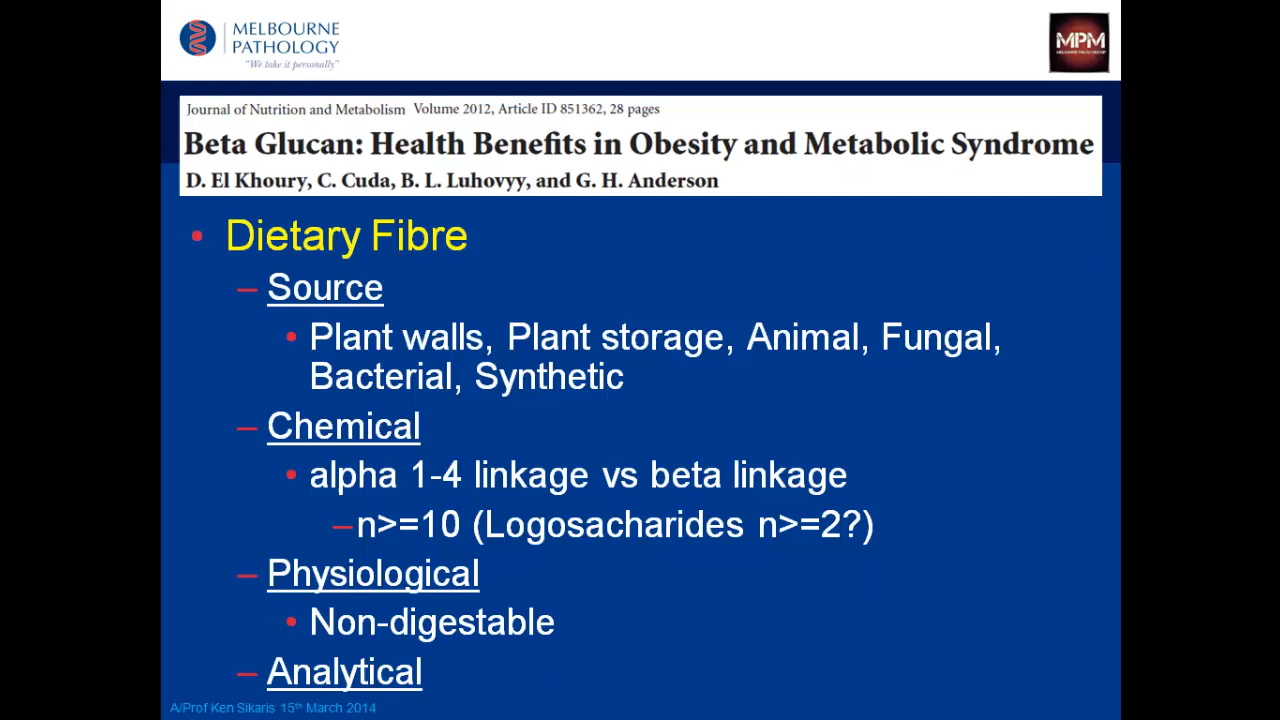 MELBOURNE
PATHOLOGY
"We take it personally"
MPM
Journal of Nutrition and Metabolism Volume 2012, Article ID 851362, 28 pages
Beta Glucan: Health Benefits in Obesity and Metabolic Syndrome
D. El Khoury, C. Cuda, B. L. Luhovyy, and G. H. Anderson
• Dietary Fibre
– Source
• Plant walls, Plant storage, Animal, Fungal,
Bacterial, Synthetic
– Chemical
• alpha 1-4 linkage vs beta linkage
–n>=10 (Logosacharides n>=2?)
– Physiological
• Non-digestable
– Analytical
A/Prof Ken Sikaris 15th March 2014